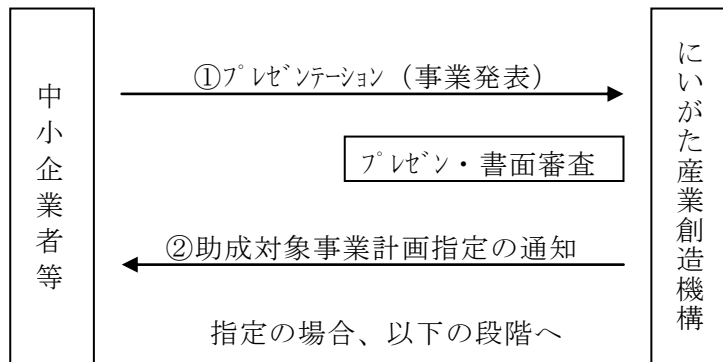 中小企業者等
①ﾌﾟﾚｾﾞﾝﾃｰｼｮﾝ（事業発表）
ﾌﾟﾚｾﾞﾝ・書面審査
②助成対象事業計画指定の通知
指定の場合、以下の段階へ
にいがた産業創造機構